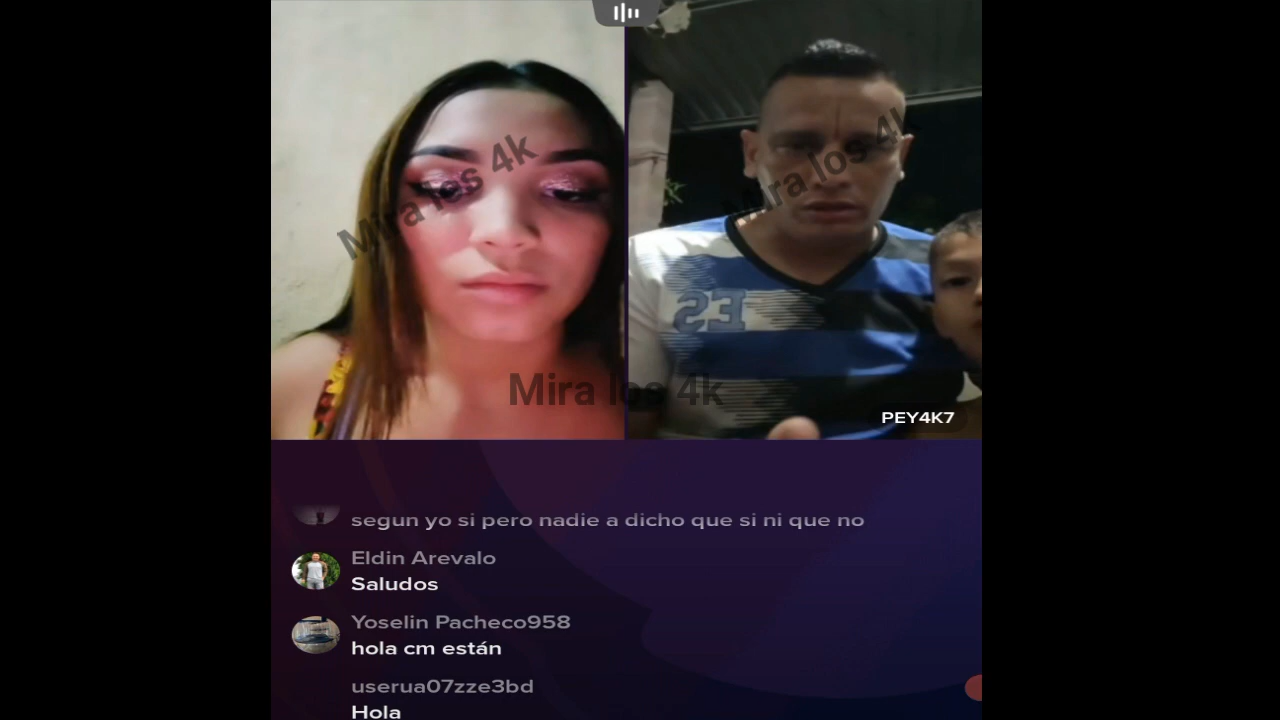 Mira los 4k
Mira los 4k
ES
Mira los 4k
PEY4K7
segun yo si pero nadie a dicho que si ni que no
Eldin Arevalo
Saludos
Yoselin Pacheco958
hola cm están
userua07zze3bd
Hola